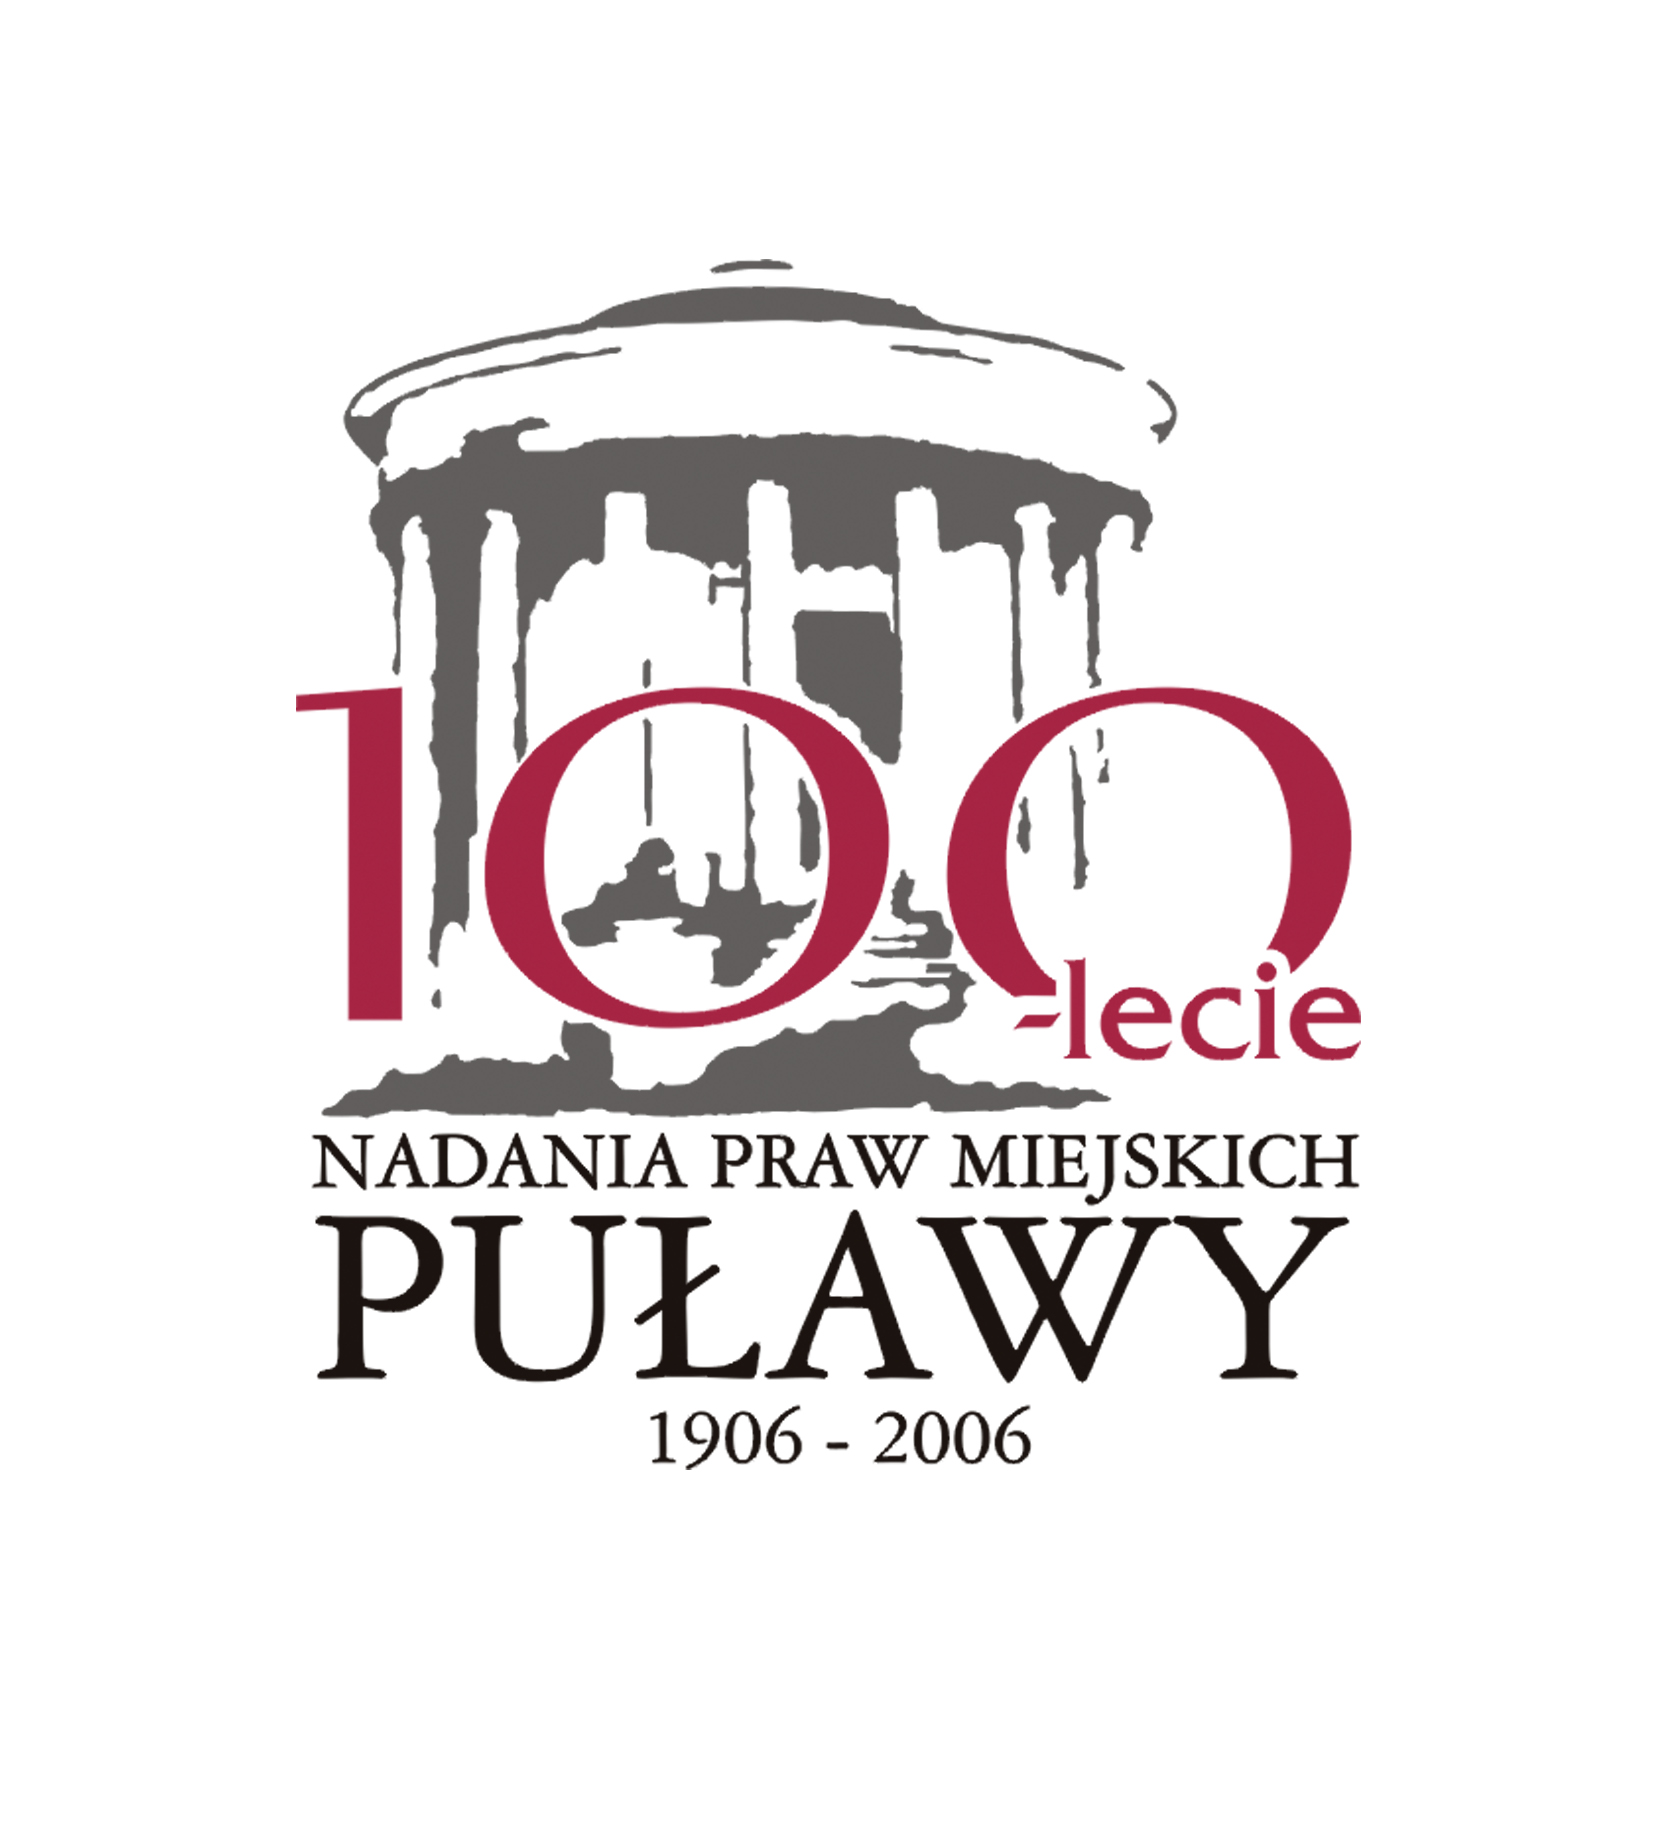 100-lecie
NADANIA PRAW MIEJSKICH
PUŁAWY
1906 - 2006